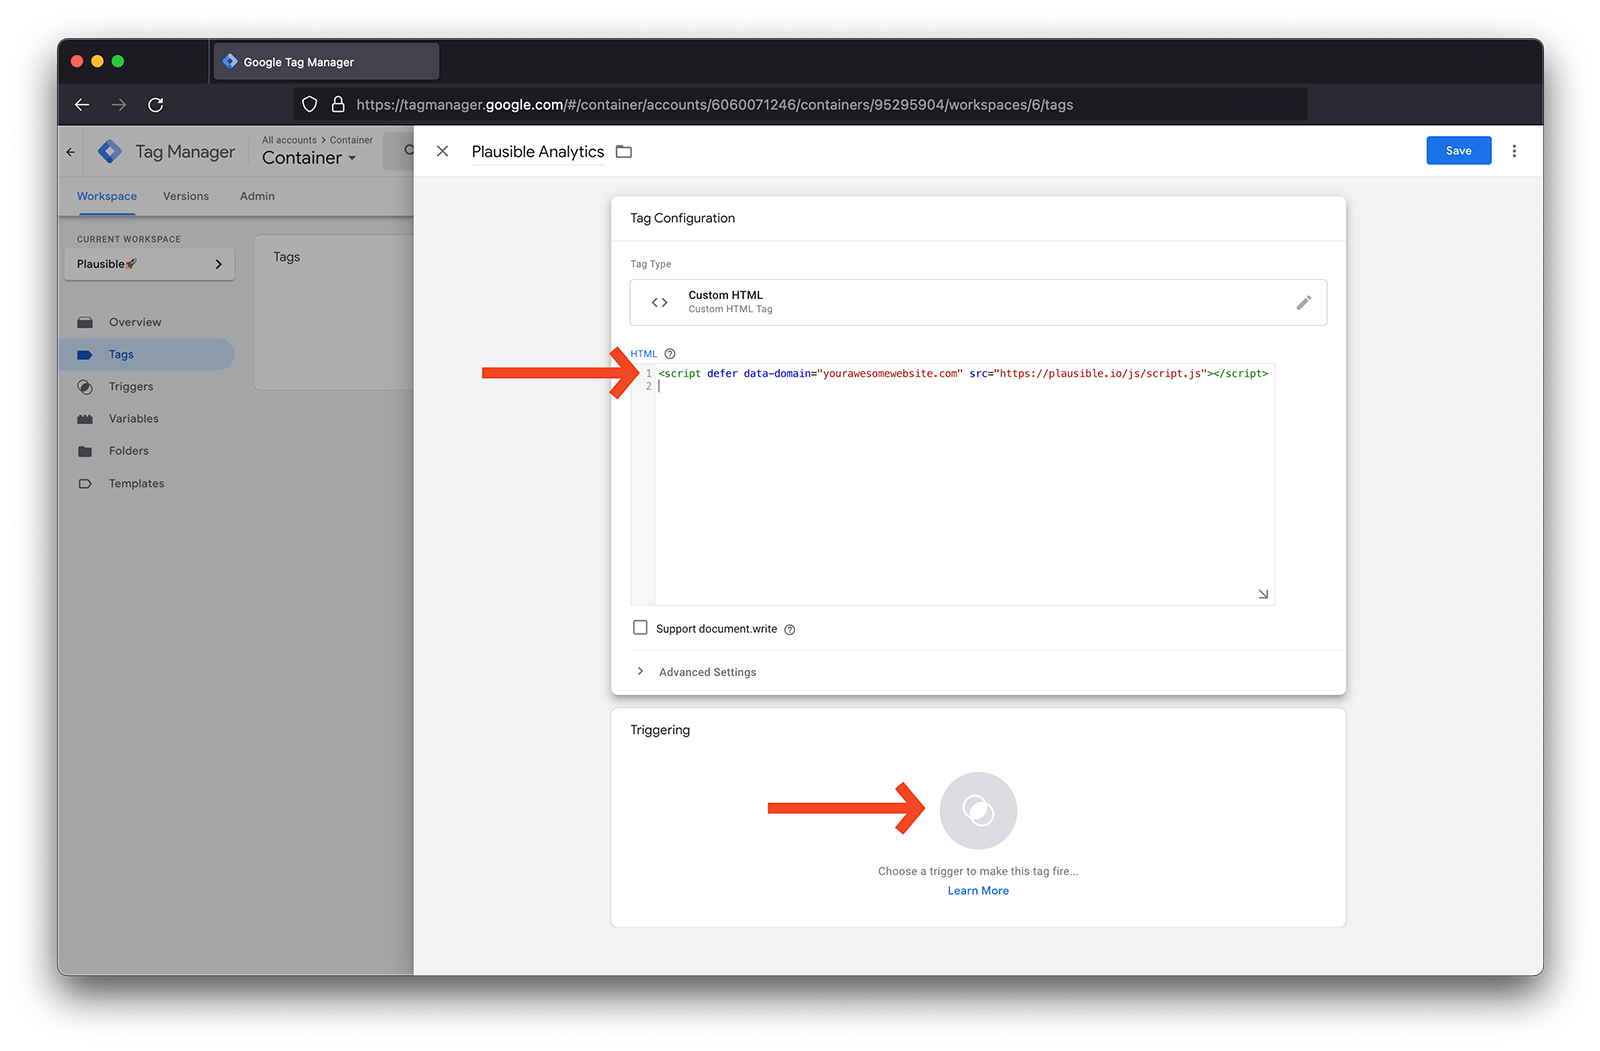 Google Tag Manager
https://tagmanager.google.com/#/container/accounts/6060071246/containers/95295904/workspaces/6/tags
Tag Manager
All accounts > Container
Container
Plausible Analytics
Save
Workspace Versions Admin
CURRENT WORKSPACE
Plausible🚀
Overview
Tags
Triggers
Variables
Folders
Templates
Tags
Tag Configuration
Tag Type
Custom HTML
Custom HTML Tag
HTML
1 <script defer data-domain="yourawesomewebsite.com" src="https://plausible.io/js/script.js"></script>
2
Support document.write
Advanced Settings
Triggering
Choose a trigger to make this tag fire...
Learn More